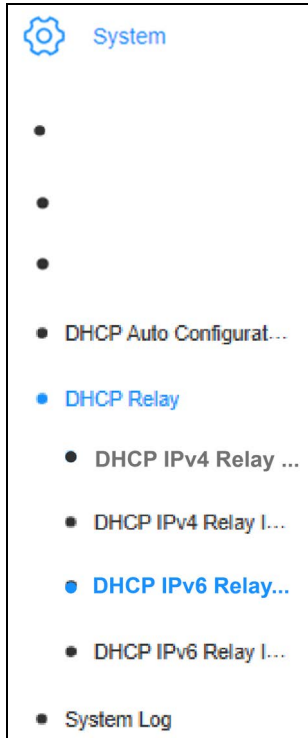 System
DHCP Auto Configurat...
DHCP Relay
DHCP IPv4 Relay ...
DHCP IPv4 Relay I...
DHCP IPv6 Relay...
DHCP IPv6 Relay I...
System Log